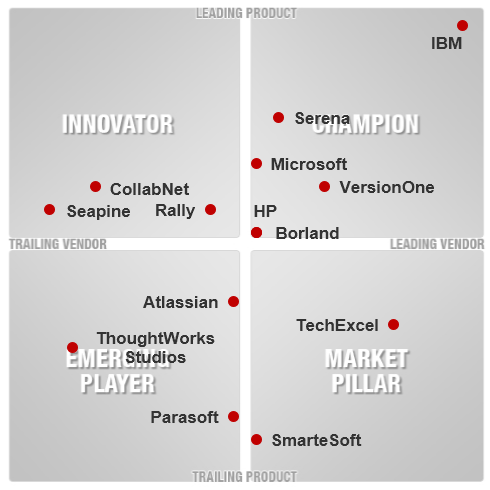 LEADING PRODUCT
IBM
INNOVATOR
Serena
CHAMPION
Microsoft
CollabNet
VersionOne
Seapine
Rally
HP
Borland
TRAILING VENDOR
LEADING VENDOR
Atlassian
TechExcel
ThoughtWorks
Studios
EMERGING
PLAYER
MARKET
PILLAR
Parasoft
SmarteSoft
TRAILING PRODUCT